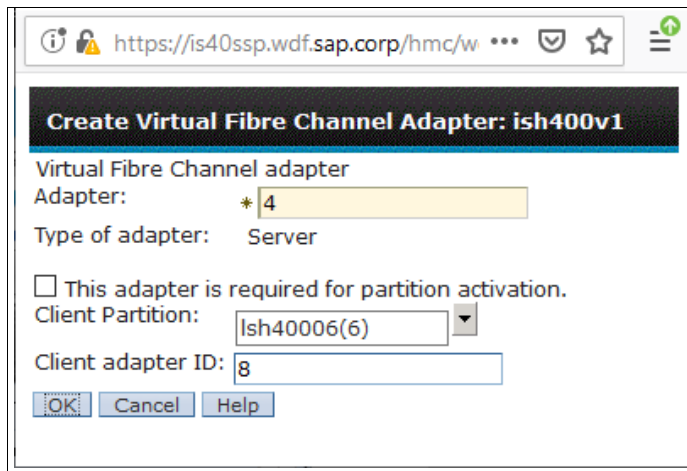 https://is40ssp.wdf.sap.corp/hmc/w
Create Virtual Fibre Channel Adapter: ish400v1
Virtual Fibre Channel adapter
Adapter: * 4
Type of adapter: Server
This adapter is required for partition activation.
Client Partition: lsh40006(6)
Client adapter ID: 8
OK Cancel Help